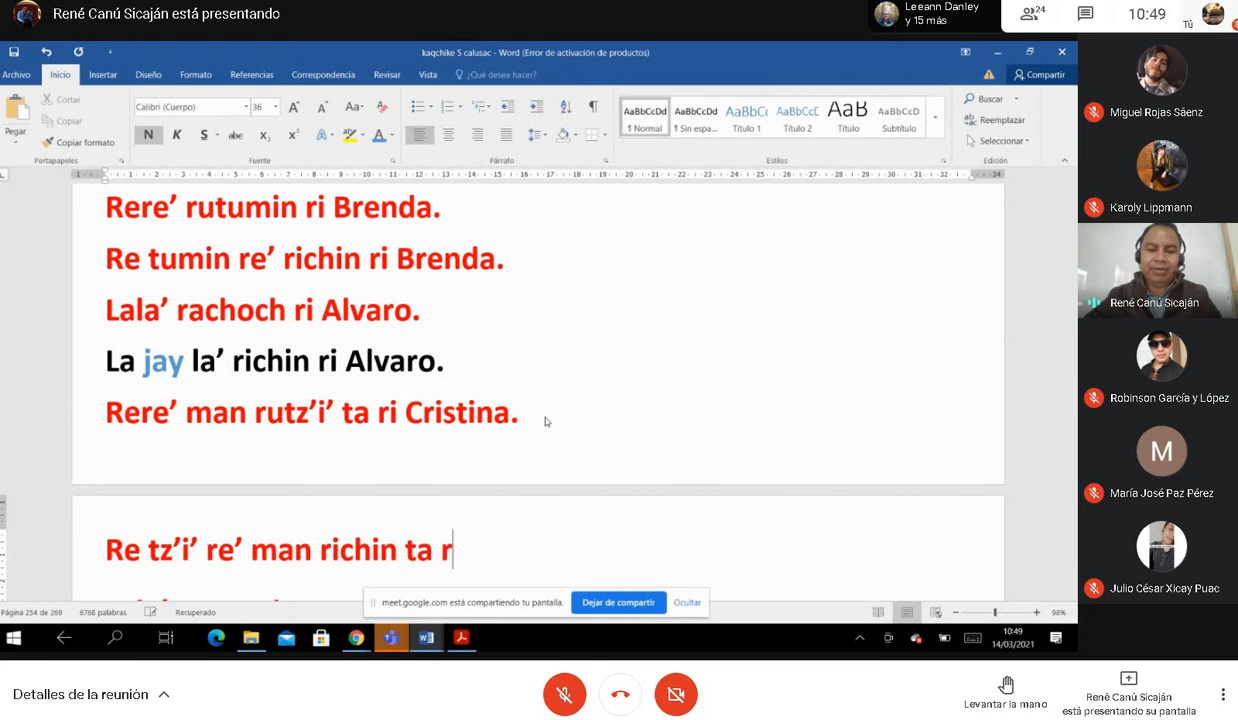 René Canú Sicaján está presentando
Leeann Danley
y 15 más
24
10:49
Tú
kaqchike 5 calusac - Word (Error de activación de productos)
Archivo Inicio Insertar Diseño Formato Referencias Correspondencia Revisar Vista ¿Qué desea hacer? Compartir
Pegar
Cortar
Copiar
Copiar formato
Portapapeles
Calibri (Cuerpo) 36
N K S abc x₂ x²
Fuente
Párrafo
AaBbCcDd AaBbCcDd AaBbCc AaBbCcD AaB AaBbCcD
¶ Normal ¶ Sin espa... Título 1 Título 2 Título Subtítulo
Estilos
Buscar
Reemplazar
Seleccionar
Edición
Rere’ rutumin ri Brenda.
Re tumin re’ richin ri Brenda.
Lala’ rachoch ri Alvaro.
La jay la’ richin ri Alvaro.
Rere’ man rutz’i’ ta ri Cristina.
Re tz’i’ re’ man richin ta r
meet.google.com está compartiendo tu pantalla.
Dejar de compartir
Ocultar
Página 254 de 269 6768 palabras Recuperado 98%
10:49
14/03/2021
Miguel Rojas Sáenz
Karoly Lippmann
René Canú Sicaján
Robinson García y López
M
María José Paz Pérez
Julio César Xicay Puac
Detalles de la reunión
Levantar la mano
René Canú Sicaján
está presentando su pantalla